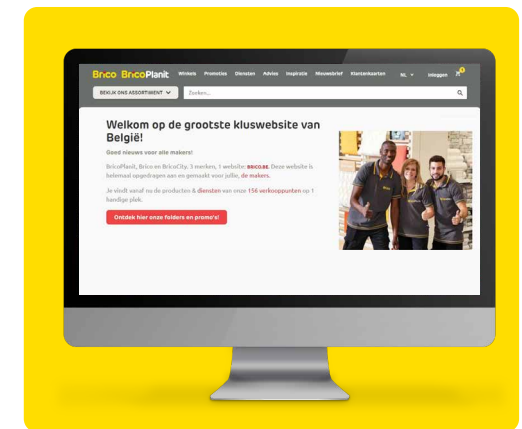 Brico BricoPlanit Winkels Promoties Diensten Advies Inspiratie Nieuwsbrief Klantenkaarten NL Inloggen
BEKIJK ONS ASSORTIMENT Zoeken...
Welkom op de grootste kluswebsite van
België!
Goed nieuws voor alle makers!
BricoPlanit, Brico en BricoCity. 3 merken, 1 website: BRICO.BE. Deze website is
helemaal opgedragen aan en gemaakt voor jullie, de makers.
Je vindt vanaf nu de producten & diensten van onze 156 verkooppunten op 1
handige plek.
Ontdek hier onze folders en promo's!